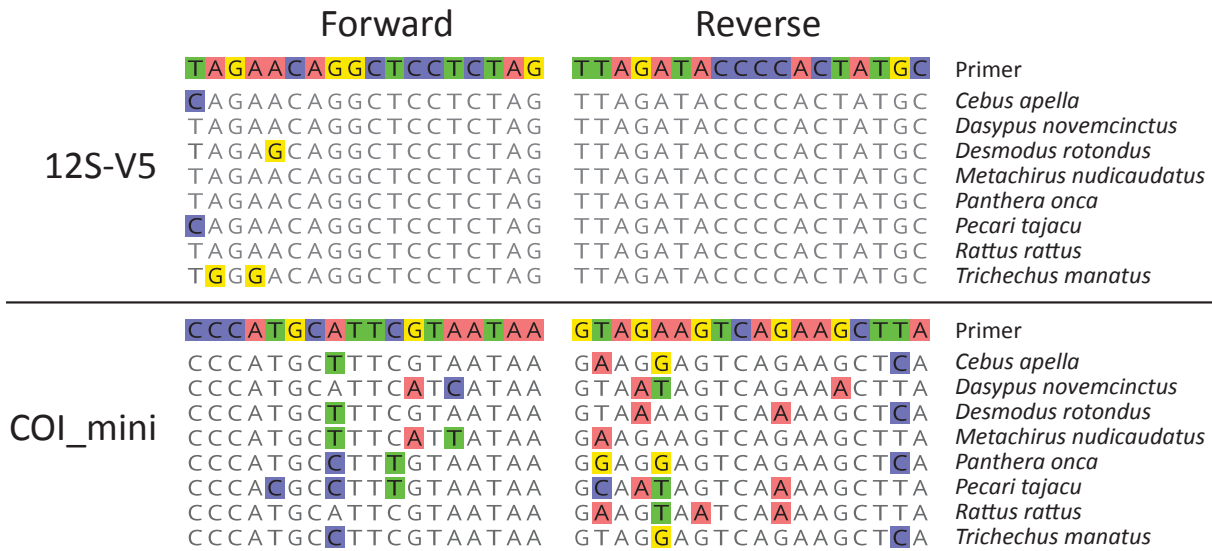 Forward Reverse
TAGAACAGGCTCCTCTAG TTAGATACCCCACTATGC Primer
CAGAACAGGCTCCTCTAG TTAGATACCCCACTATGC Cebus apella
TAGAACAGGCTCCTCTAG TTAGATACCCCACTATGC Dasypus novemcinctus
TAGAGCAGGCTCCTCTAG TTAGATACCCCACTATGC Desmodus rotondus
12S-V5
TAGAACAGGCTCCTCTAG TTAGATACCCCACTATGC Metachirus nudicaudatus
TAGAACAGGCTCCTCTAG TTAGATACCCCACTATGC Panthera onca
CAGAACAGGCTCCTCTAG TTAGATACCCCACTATGC Pecari tajacu
TAGAACAGGCTCCTCTAG TTAGATACCCCACTATGC Rattus rattus
TGGGACAGGCTCCTCTAG TTAGATACCCCACTATGC Trichechus manatus
CCCATGCATTCGTAATAA GTAGAAGTCAGAAGCTTA Primer
CCCATGCTTTCGTAATAA GAAGGAGTCAGAAGCTCA Cebus apella
CCCATGCATTCATCATAA GTAATAGTCAGAAACTTA Dasypus novemcinctus
CCCATGCTTTCGTAATAA GTAAAAGTCAAAAGCTCA Desmodus rotondus
COI_mini
CCCATGCTTTCATTATAA GAAGAAGTCAGAAGCTTA Metachirus nudicaudatus
CCCATGCCTTTGTAATAA GGAGGAGTCAGAAGCTCA Panthera onca
CCCACGCCTTTGTAATAA GCAATAGTCAAAAGCTTA Pecari tajacu
CCCATGCATTCGTAATAA GAAGTAATCAAAAGCTTA Rattus rattus
CCCATGCCTTCGTAATAA GTAGGAGTCAGAAGCTCA Trichechus manatus